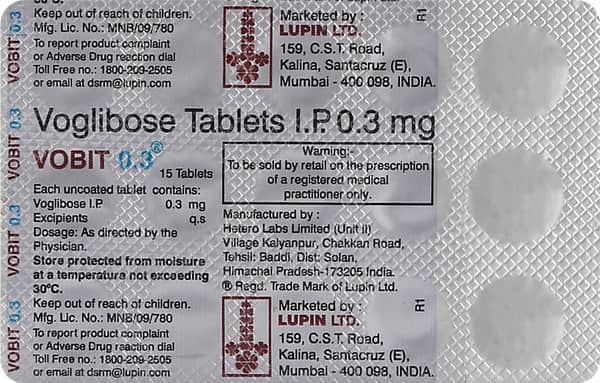 Keep out of reach of children.
Mfg. Lic. No.: MNB/09/780
To report product complaint
or Adverse Drug reaction dial
Toll Free no.: 1800-209-2505
or email at dsrm@lupin.com
Marketed by :
LUPIN LTD.
159, C.S.T. Road,
Kalina, Santacruz (E),
Mumbai - 400 098, INDIA.
R1
VOBIT 0.3
VOBIT 0.3
VOBIT 0.3
VOBIT 0.3
Voglibose Tablets I.P. 0.3 mg
VOBIT 0.3®
15 Tablets
Each uncoated tablet contains:
Voglibose I.P 0.3 mg
Excipients q.s
Dosage: As directed by the
Physician.
Store protected from moisture
at a temperature not exceeding
30°C.
Warning:-
To be sold by retail on the prescription
of a registered medical
practitioner only.
Manufactured by :
Hetero Labs Limited (Unit II)
Village Kalyanpur, Chakkan Road,
Tehsil: Baddi, Dist: Solan,
Himachal Pradesh-173205 India.
® Regd. Trade Mark of Lupin Ltd.
Keep out of reach of children.
Mfg. Lic. No.: MNB/09/780
To report product complaint
or Adverse Drug reaction dial
Toll Free no.: 1800-209-2505
or email at dsrm@lupin.com
Marketed by :
LUPIN LTD.
159, C.S.T. Road,
Kalina, Santacruz (E),
Mumbai - 400 098, INDIA.
R1